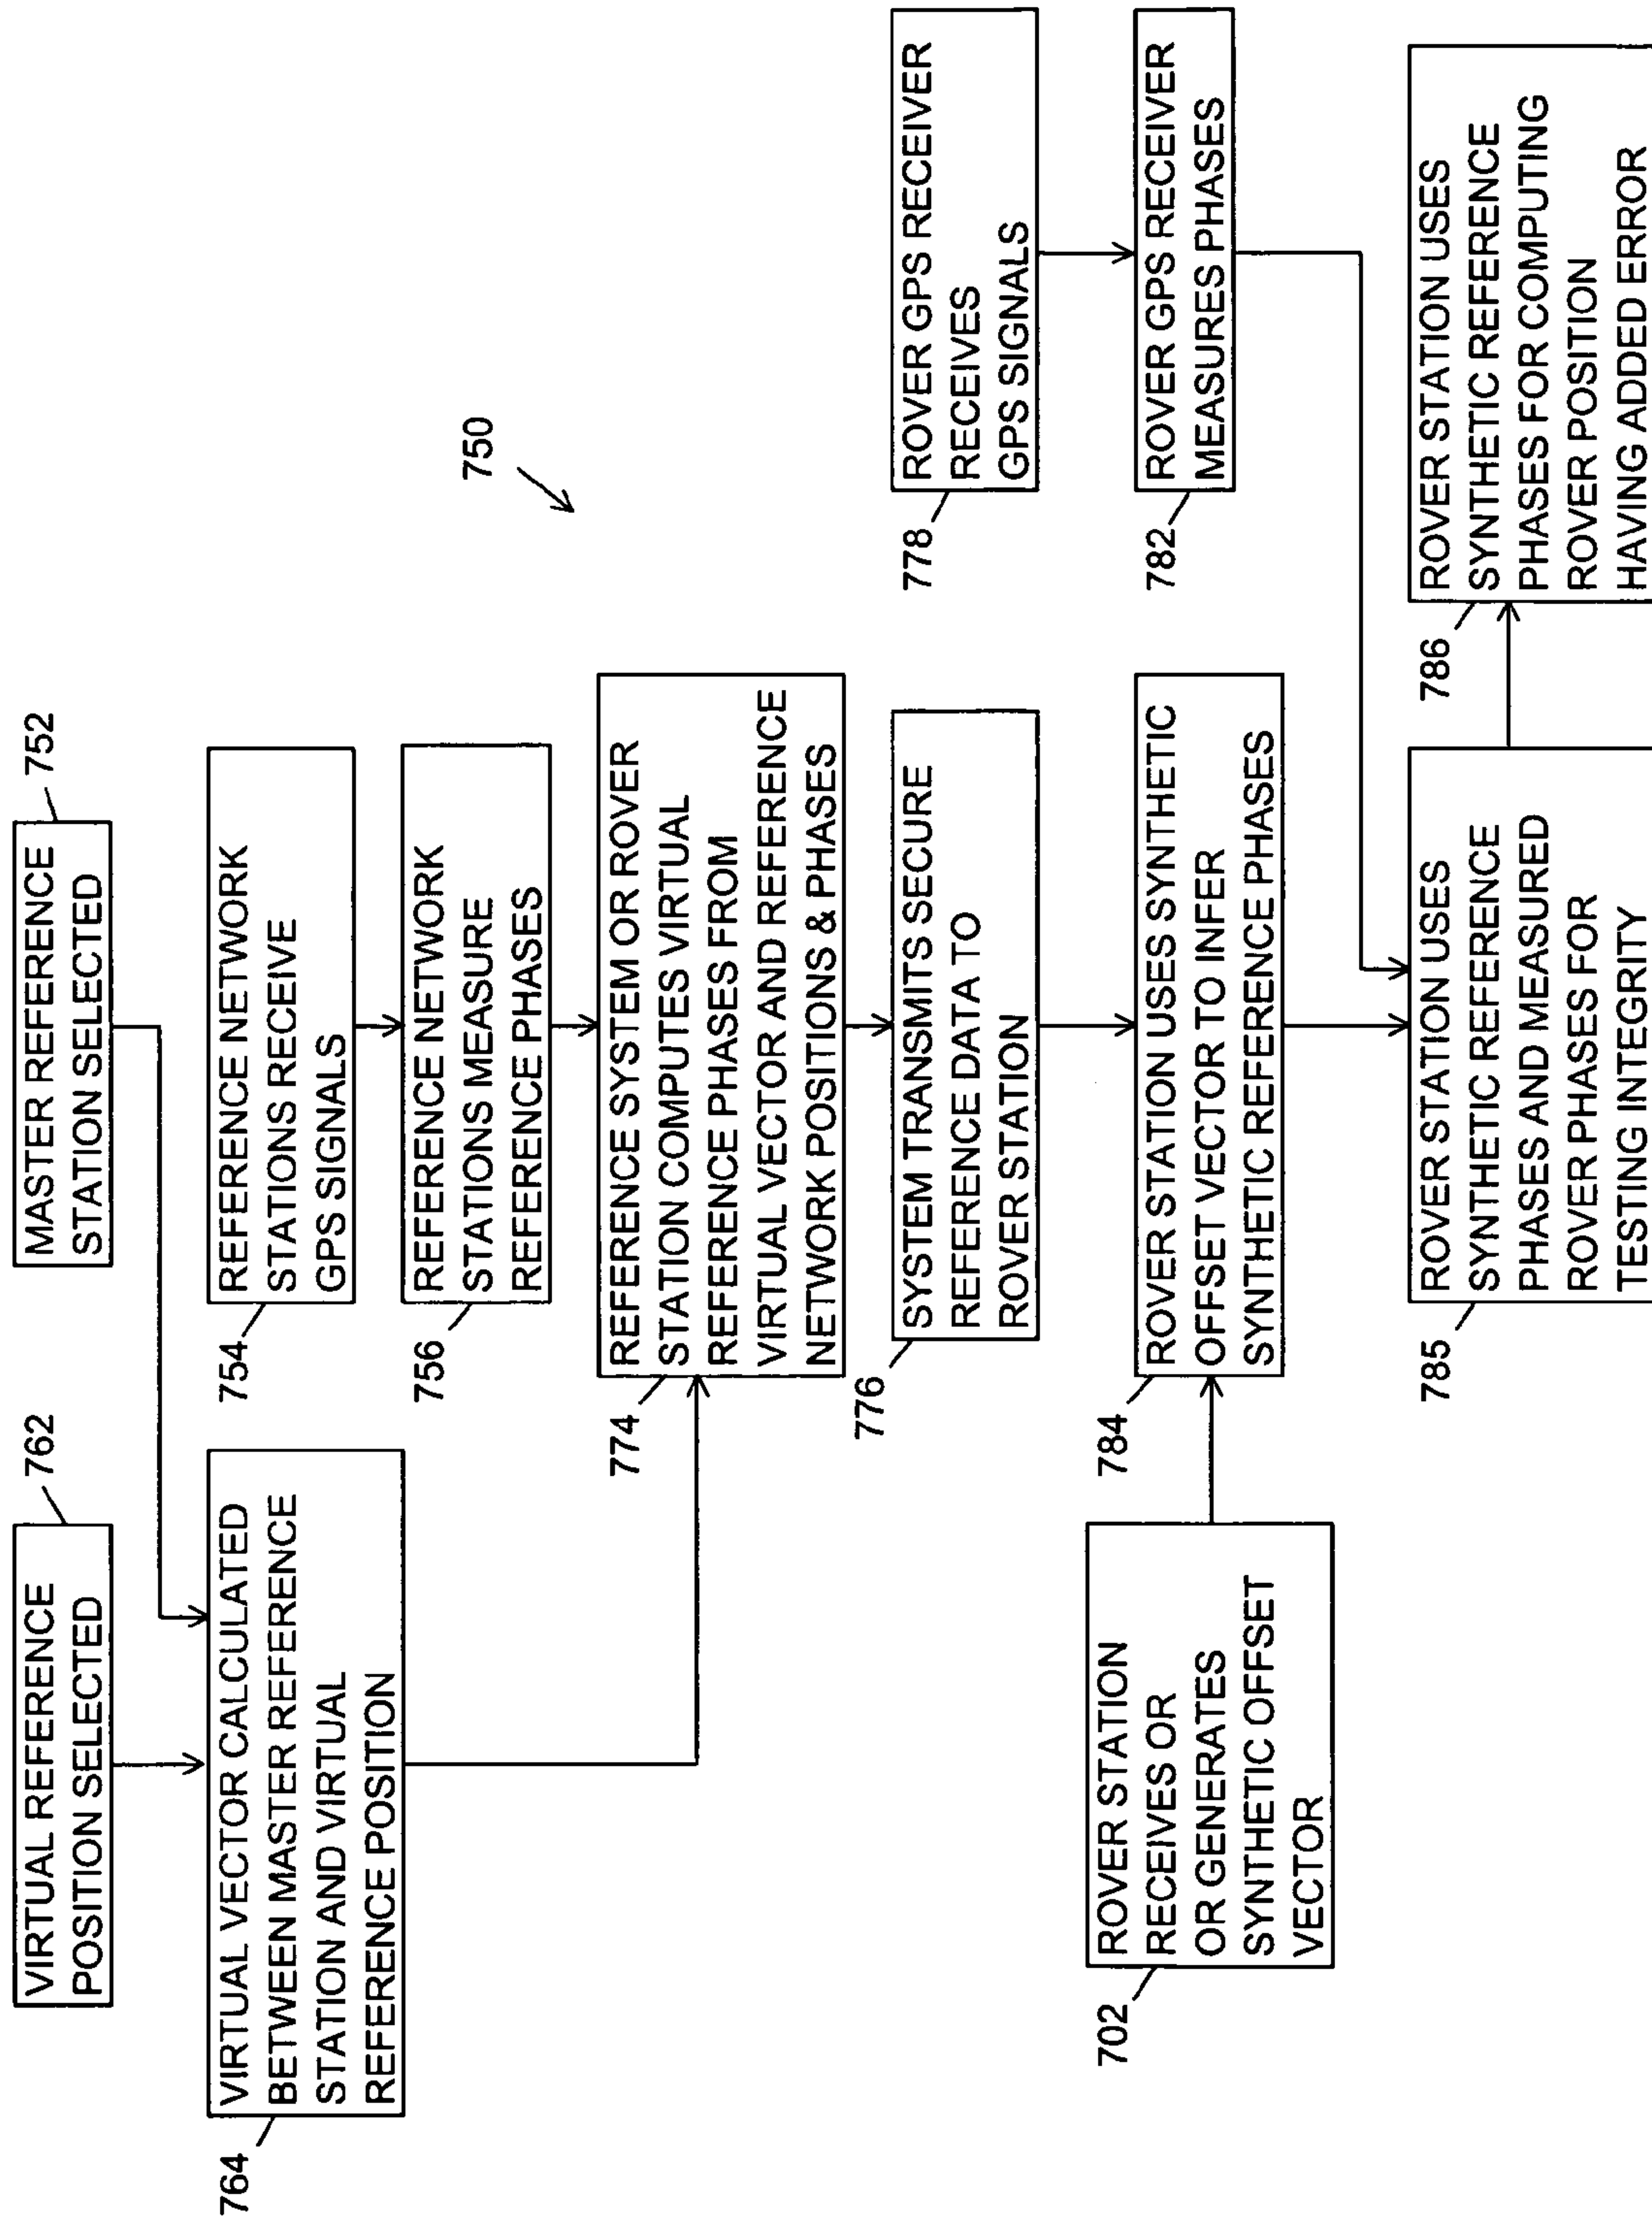 VIRTUAL REFERENCE
POSITION SELECTED
762
MASTER REFERENCE
STATION SELECTED
752
764
VIRTUAL VECTOR CALCULATED
BETWEEN MASTER REFERENCE
STATION AND VIRTUAL
REFERENCE POSITION
754
REFERENCE NETWORK
STATIONS RECEIVE
GPS SIGNALS
756
REFERENCE NETWORK
STATIONS MEASURE
REFERENCE PHASES
750
774
REFERENCE SYSTEM OR ROVER
STATION COMPUTES VIRTUAL
REFERENCE PHASES FROM
VIRTUAL VECTOR AND REFERENCE
NETWORK POSITIONS & PHASES
776
SYSTEM TRANSMITS SECURE
REFERENCE DATA TO
ROVER STATION
778
ROVER GPS RECEIVER
RECEIVES
GPS SIGNALS
702
ROVER STATION
RECEIVES OR
OR GENERATES
SYNTHETIC OFFSET
VECTOR
784
ROVER STATION USES SYNTHETIC
OFFSET VECTOR TO INFER
SYNTHETIC REFERENCE PHASES
782
ROVER GPS RECEIVER
MEASURES PHASES
785
ROVER STATION USES
SYNTHETIC REFERENCE
PHASES AND MEASURED
ROVER PHASES FOR
TESTING INTEGRITY
786
ROVER STATION USES
SYNTHETIC REFERENCE
PHASES FOR COMPUTING
ROVER POSITION
HAVING ADDED ERROR